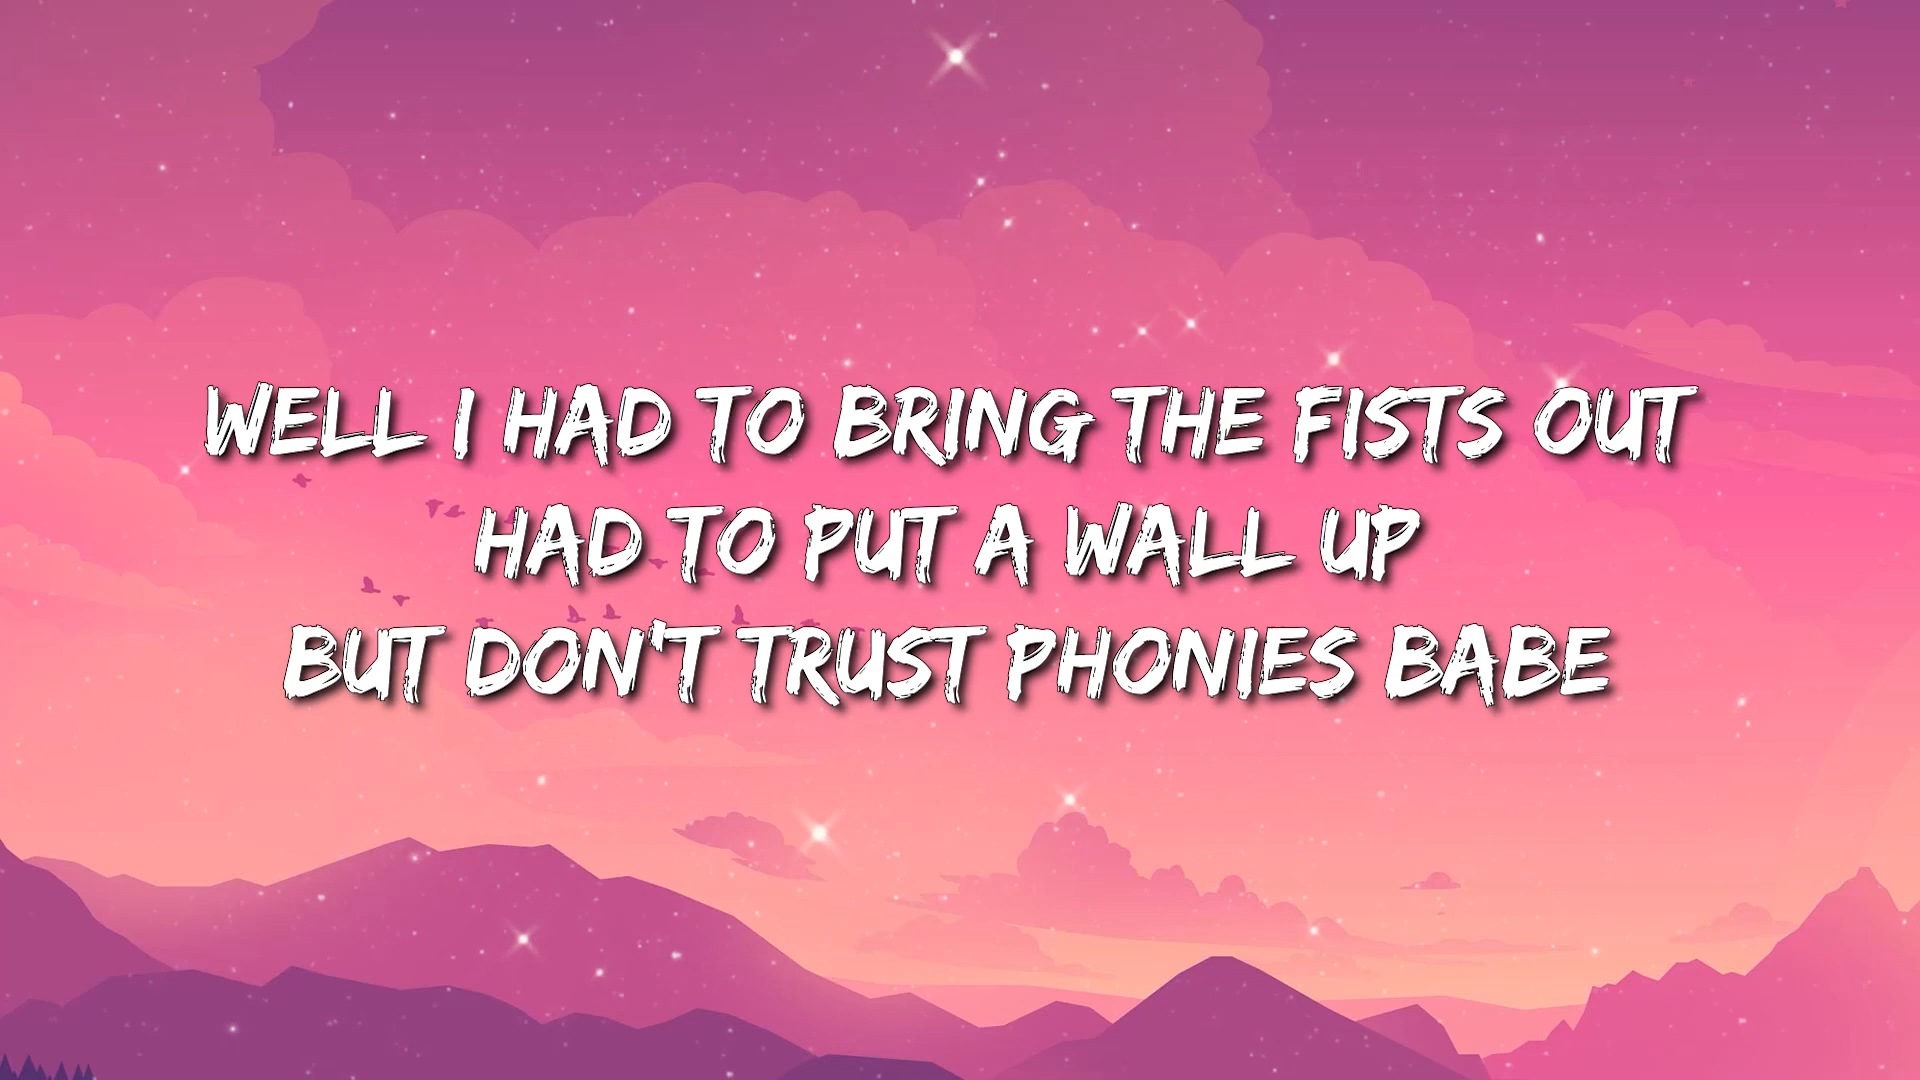 WELL I HAD TO BRING THE FISTS OUT
HAD TO PUT A WALL UP
BUT DON'T TRUST PHONIES BABE